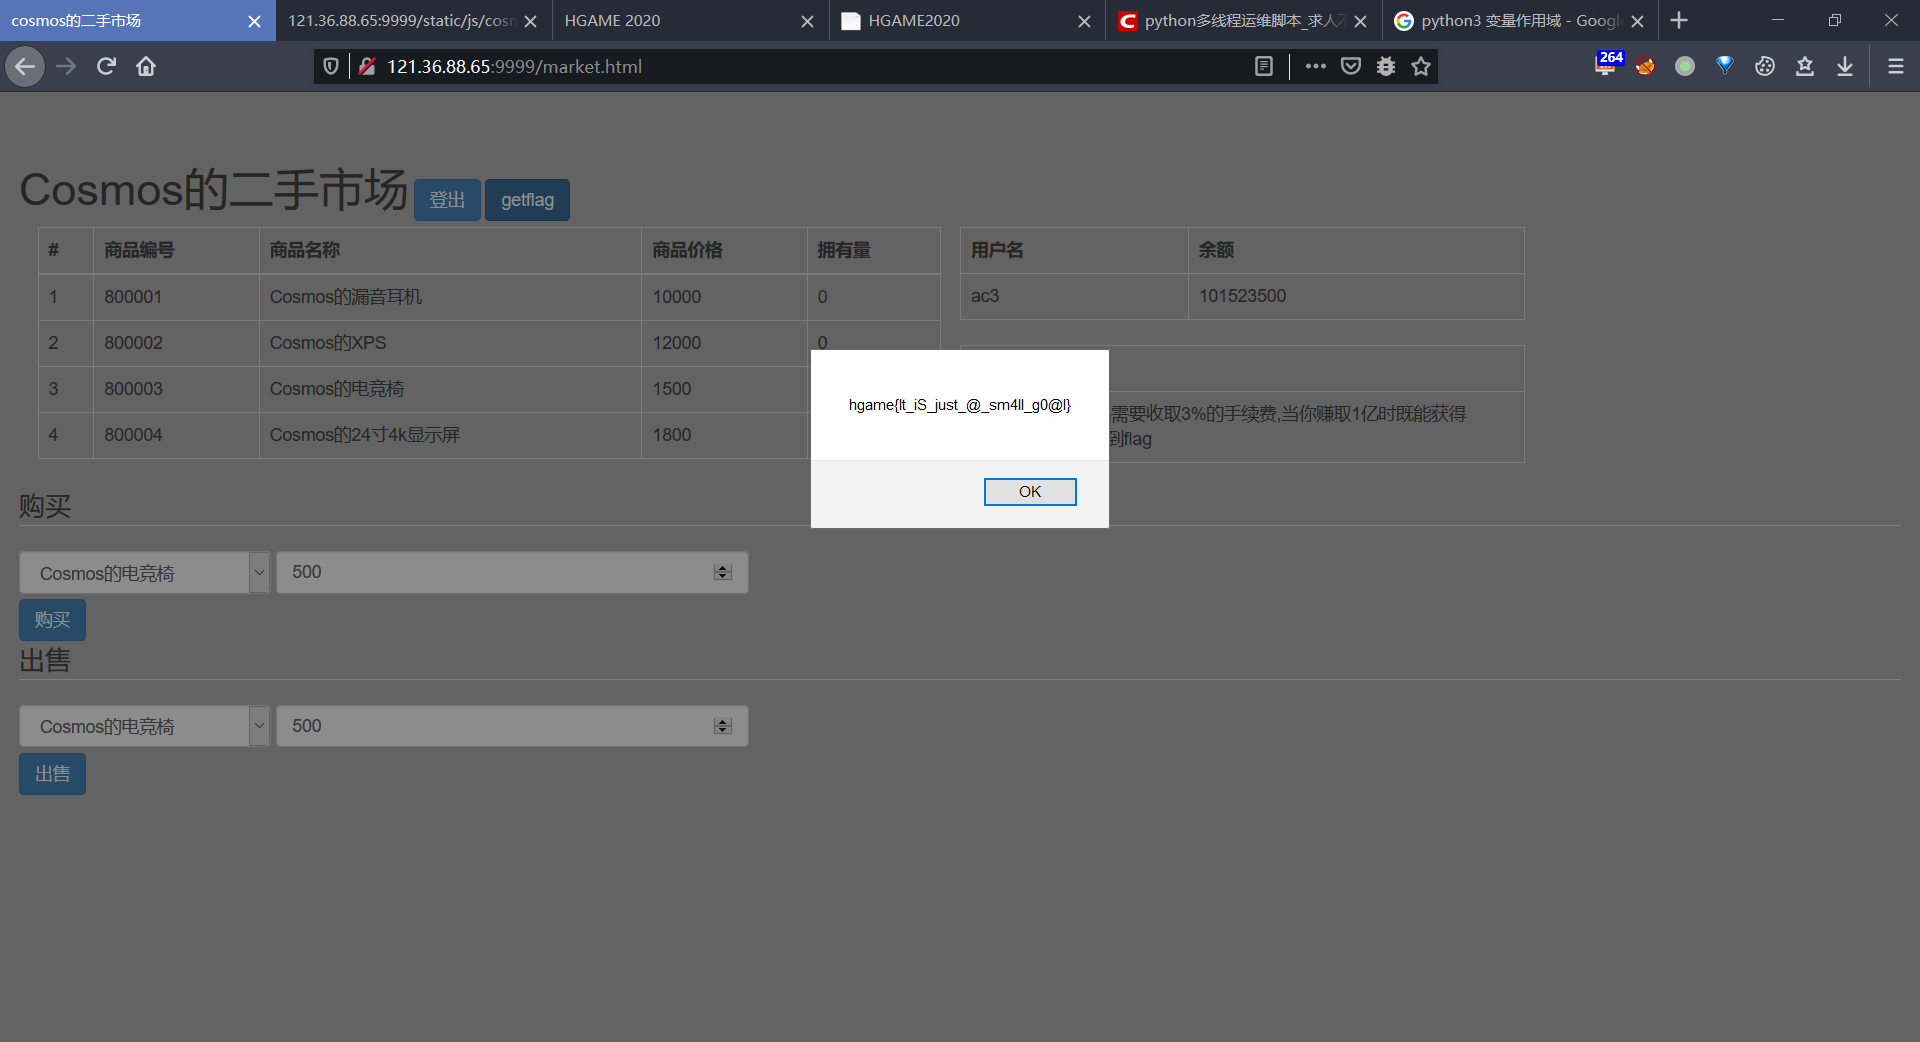 cosmos的二手市场
121.36.88.65:9999/static/js/cosm
HGAME 2020
HGAME2020
python多线程运维脚本_求人不
python3 变量作用域 - Google
121.36.88.65:9999/market.html
264
Cosmos的二手市场
登出
getflag
# 商品编号 商品名称 商品价格 拥有量
1 800001 Cosmos的漏音耳机 10000 0
2 800002 Cosmos的XPS 12000 0
3 800003 Cosmos的电竞椅 1500
4 800004 Cosmos的24寸4k显示屏 1800
用户名 余额
ac3 101523500
需要收取3%的手续费,当你赚取1亿时既能获得
到flag
hgame{It_iS_just_@_sm4ll_g0@l}
OK
购买
Cosmos的电竞椅 500
购买
出售
Cosmos的电竞椅 500
出售